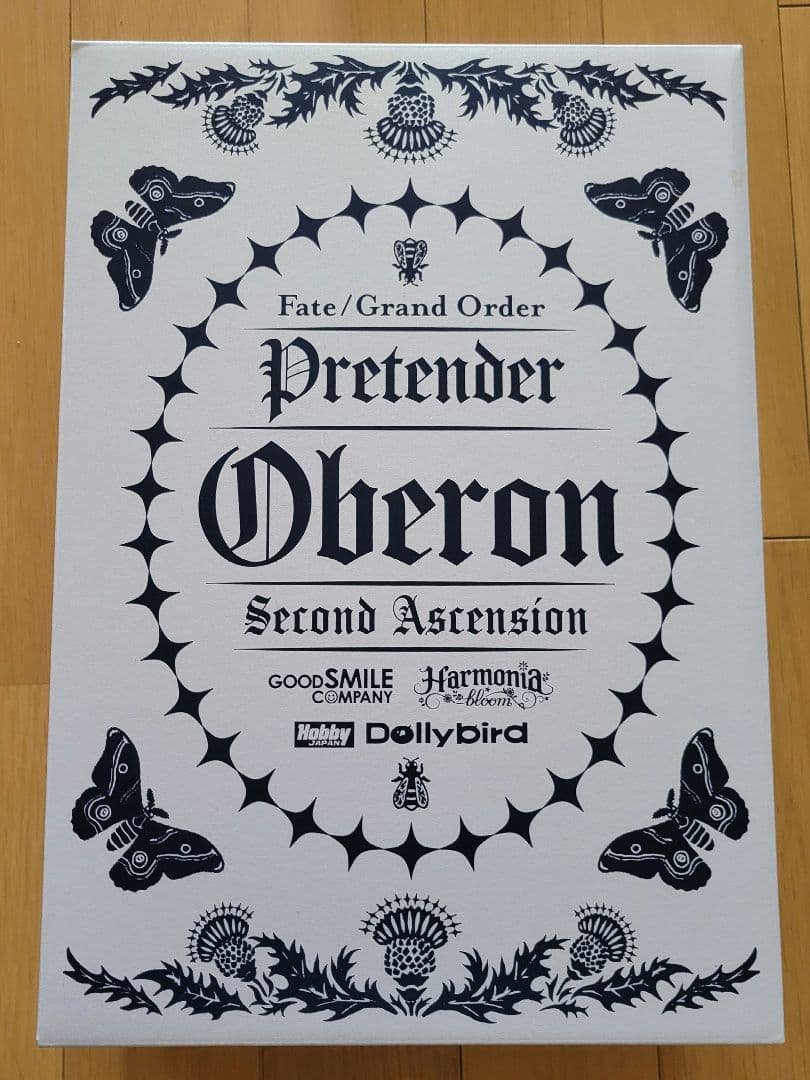 Fate/Grand Order
Pretender
Oberon
Second Ascension
GOOD SMILE COMPANY
Harmonia bloom
Hobby JAPAN
Dollybird